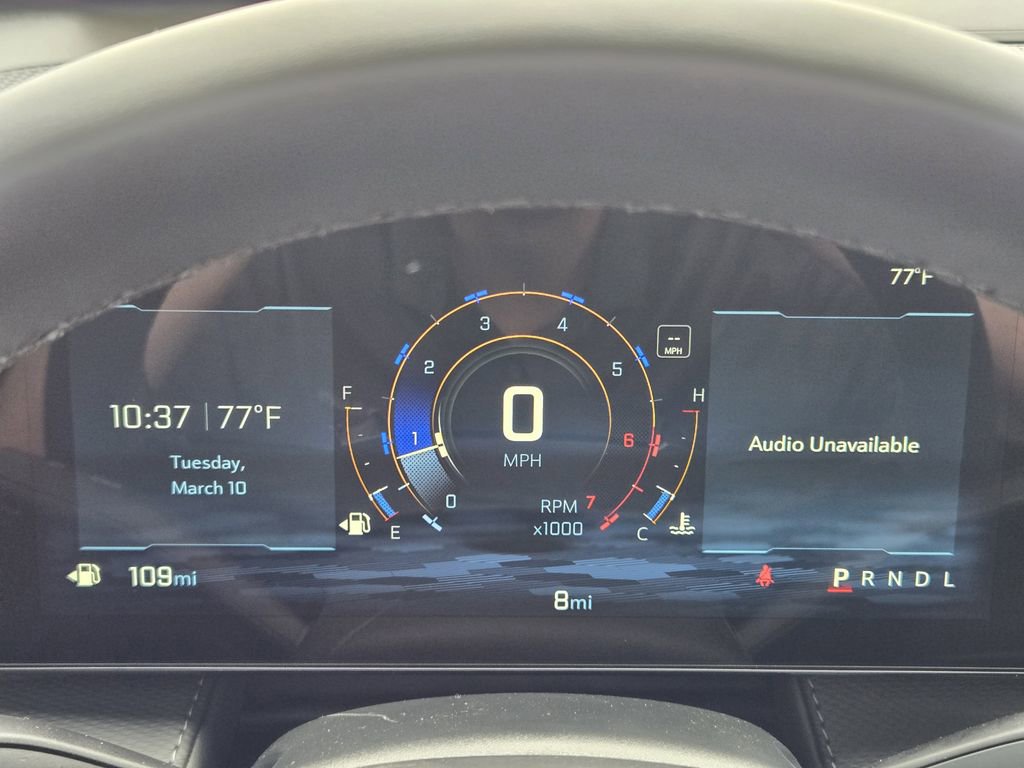 77°F
10:37 | 77°F
Tuesday,
March 10
F
E
0
1
2
3
4
5
6
7
0
MPH
RPM
x1000
--
MPH
H
C
Audio Unavailable
109mi
8mi
P R N D L